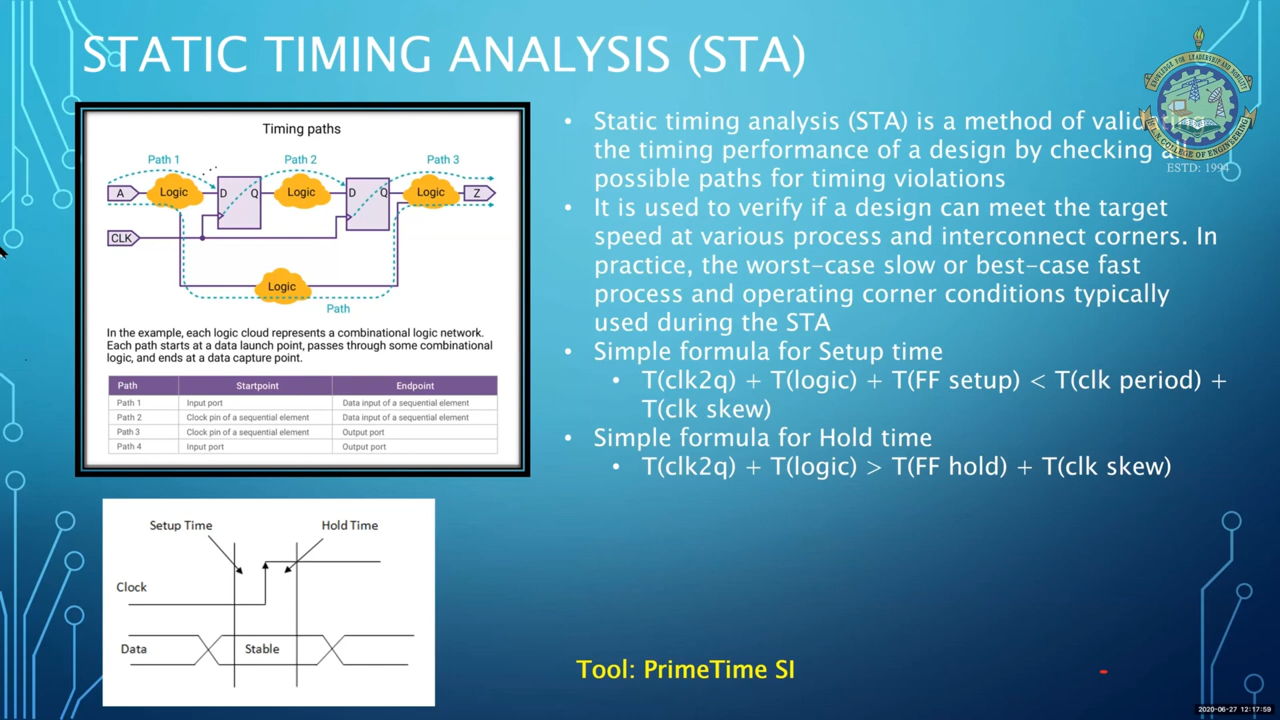 STATIC TIMING ANALYSIS (STA)
Timing paths
Path 1
Path 2
Path 3
A
Logic
D
Q
Logic
D
Q
Logic
Z
CLK
Logic
Path
In the example, each logic cloud represents a combinational logic network.
Each path starts at a data launch point, passes through some combinational
logic, and ends at a data capture point.
Path Startpoint Endpoint
Path 1 Input port Data input of a sequential element
Path 2 Clock pin of a sequential element Data input of a sequential element
Path 3 Clock pin of a sequential element Output port
Path 4 Input port Output port
Setup Time
Hold Time
Clock
Data
Stable
• Static timing analysis (STA) is a method of
the timing performance of a design by checking
possible paths for timing violations
• It is used to verify if a design can meet the target
speed at various process and interconnect corners. In
practice, the worst-case slow or best-case fast
process and operating corner conditions typically
used during the STA
• Simple formula for Setup time
• T(clk2q) + T(logic) + T(FF setup) < T(clk period) +
T(clk skew)
• Simple formula for Hold time
• T(clk2q) + T(logic) > T(FF hold) + T(clk skew)
Tool: PrimeTime SI
KNOWLEDGE FOR LEADERSHIP AND NOBILITY
COLLEGE OF ENGINEERING
ESTD: 1994
2020-06-27 12:17:59